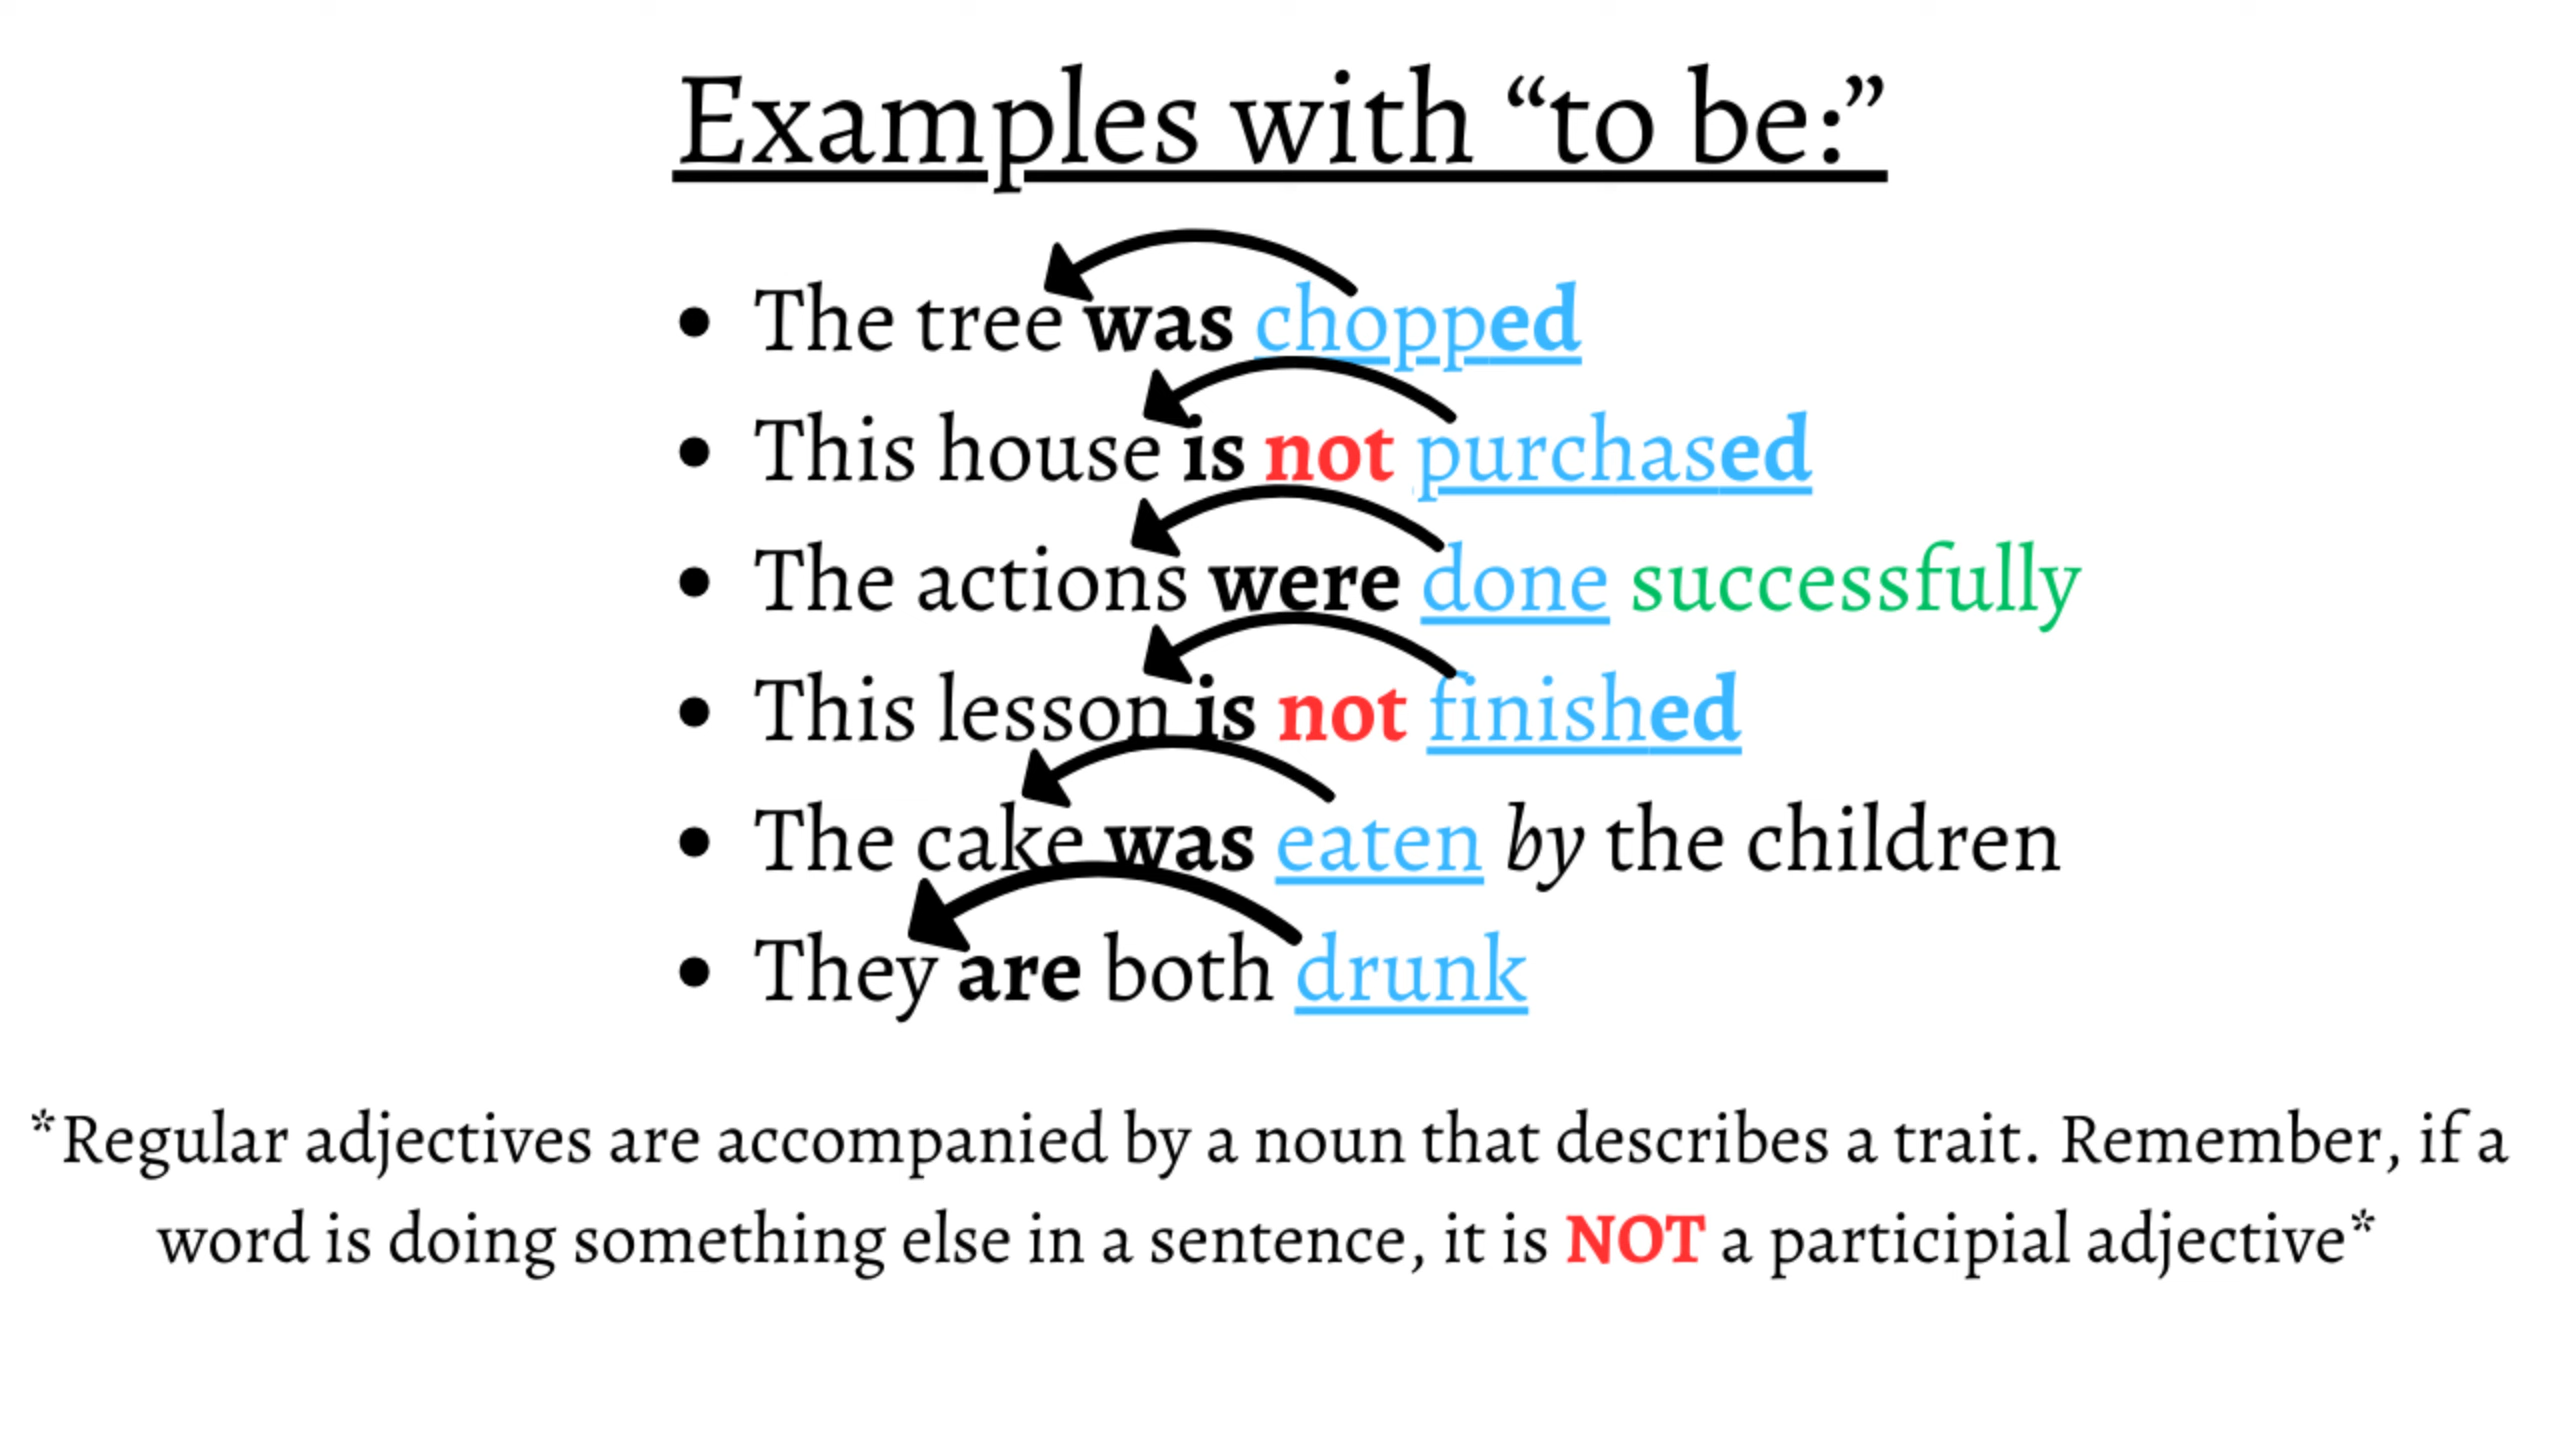 Examples with “to be:”
• The tree was chopped
• This house is not purchased
• The actions were done successfully
• This lesson is not finished
• The cake was eaten by the children
• They are both drunk
*Regular adjectives are accompanied by a noun that describes a trait. Remember, if a
word is doing something else in a sentence, it is NOT a participial adjective*